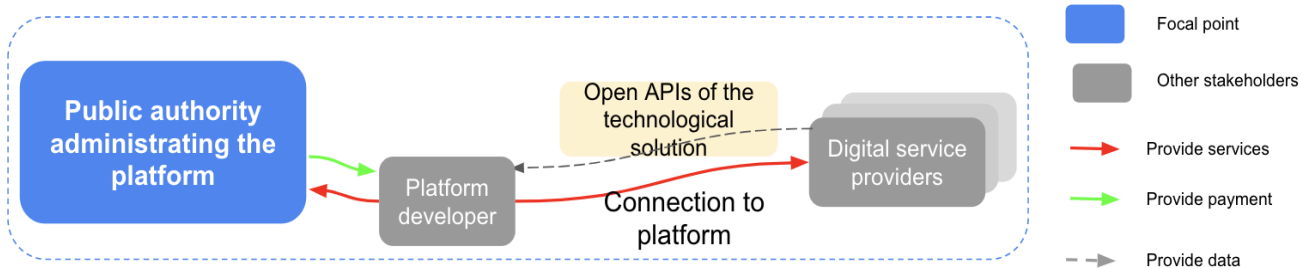 Public authority
administrating the
platform
Platform
developer
Open APIs of the
technological
solution
Connection to
platform
Digital service
providers
Focal point
Other stakeholders
Provide services
Provide payment
Provide data